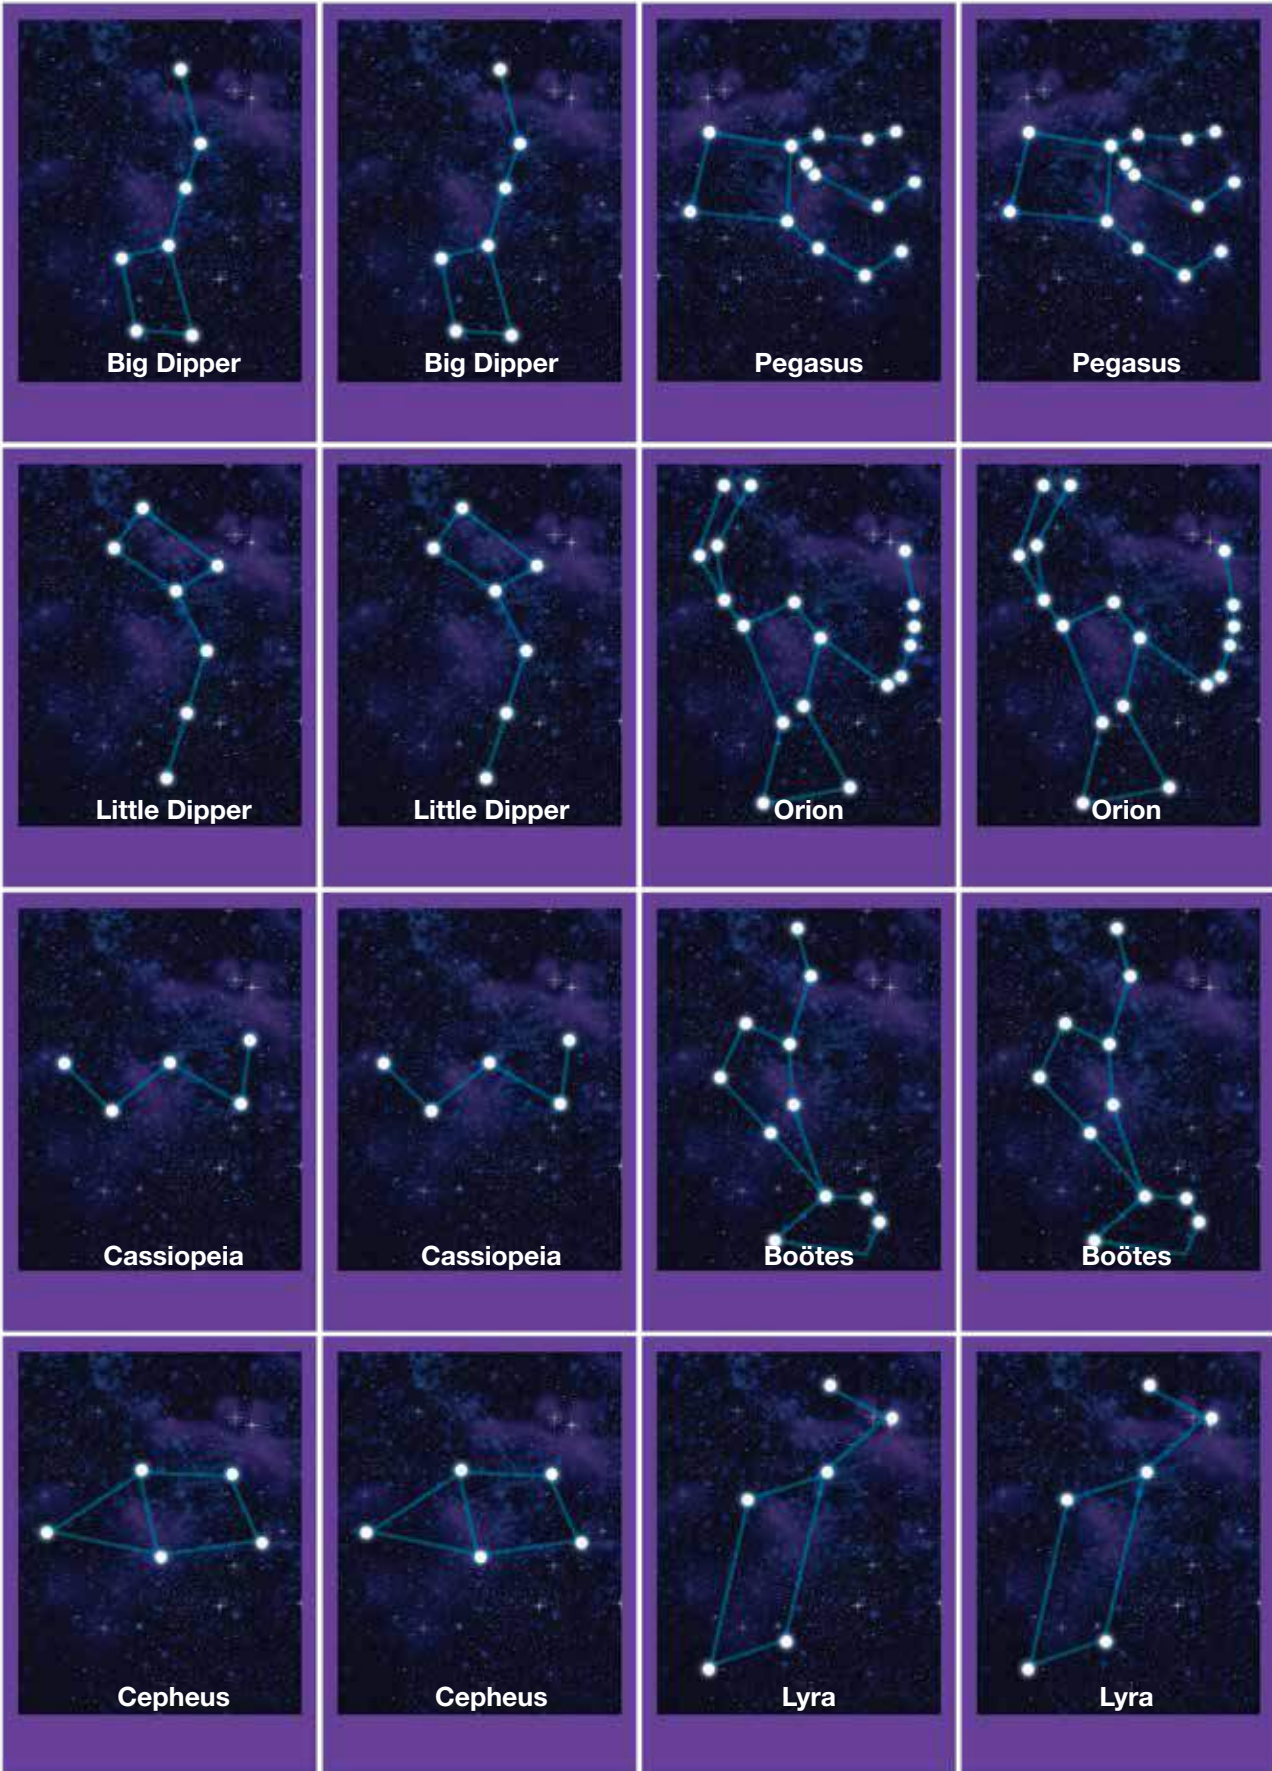 Big Dipper
Big Dipper
Pegasus
Pegasus
Little Dipper
Little Dipper
Orion
Orion
Cassiopeia
Cassiopeia
Boötes
Boötes
Cepheus
Cepheus
Lyra
Lyra